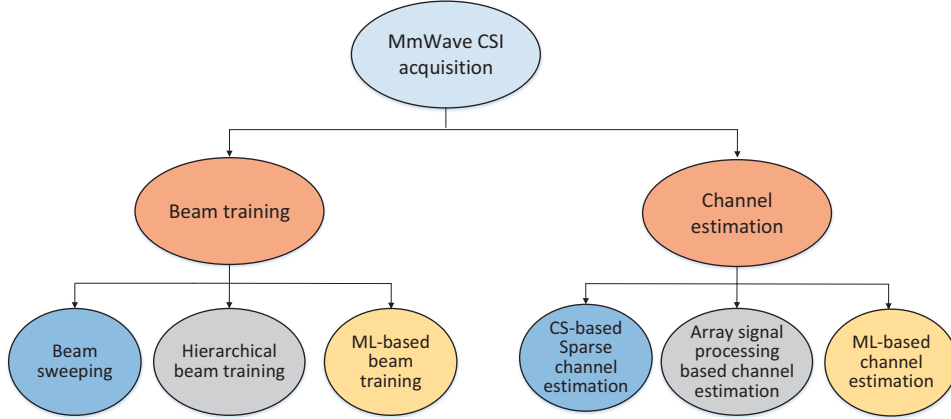 MmWave CSI
acquisition
Beam training
Channel
estimation
Beam
sweeping
Hierarchical
beam training
ML-based
beam
training
CS-based
Sparse
channel
estimation
Array signal
processing
based channel
estimation
ML-based
channel
estimation